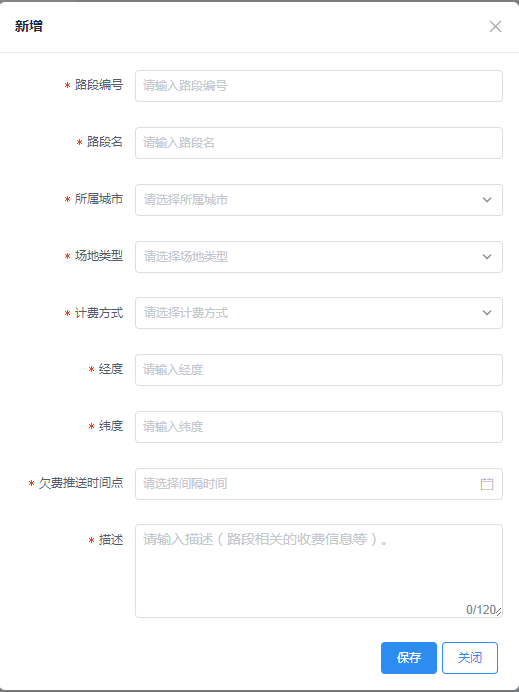 新增
* 路段编号 请输入路段编号
* 路段名 请输入路段名
* 所属城市 请选择所属城市
* 场地类型 请选择场地类型
* 计费方式 请选择计费方式
* 经度 请输入经度
* 纬度 请输入纬度
* 欠费推送时间点 请选择间隔时间
* 描述 请输入描述（路段相关的收费信息等）。
0/120
保存 关闭